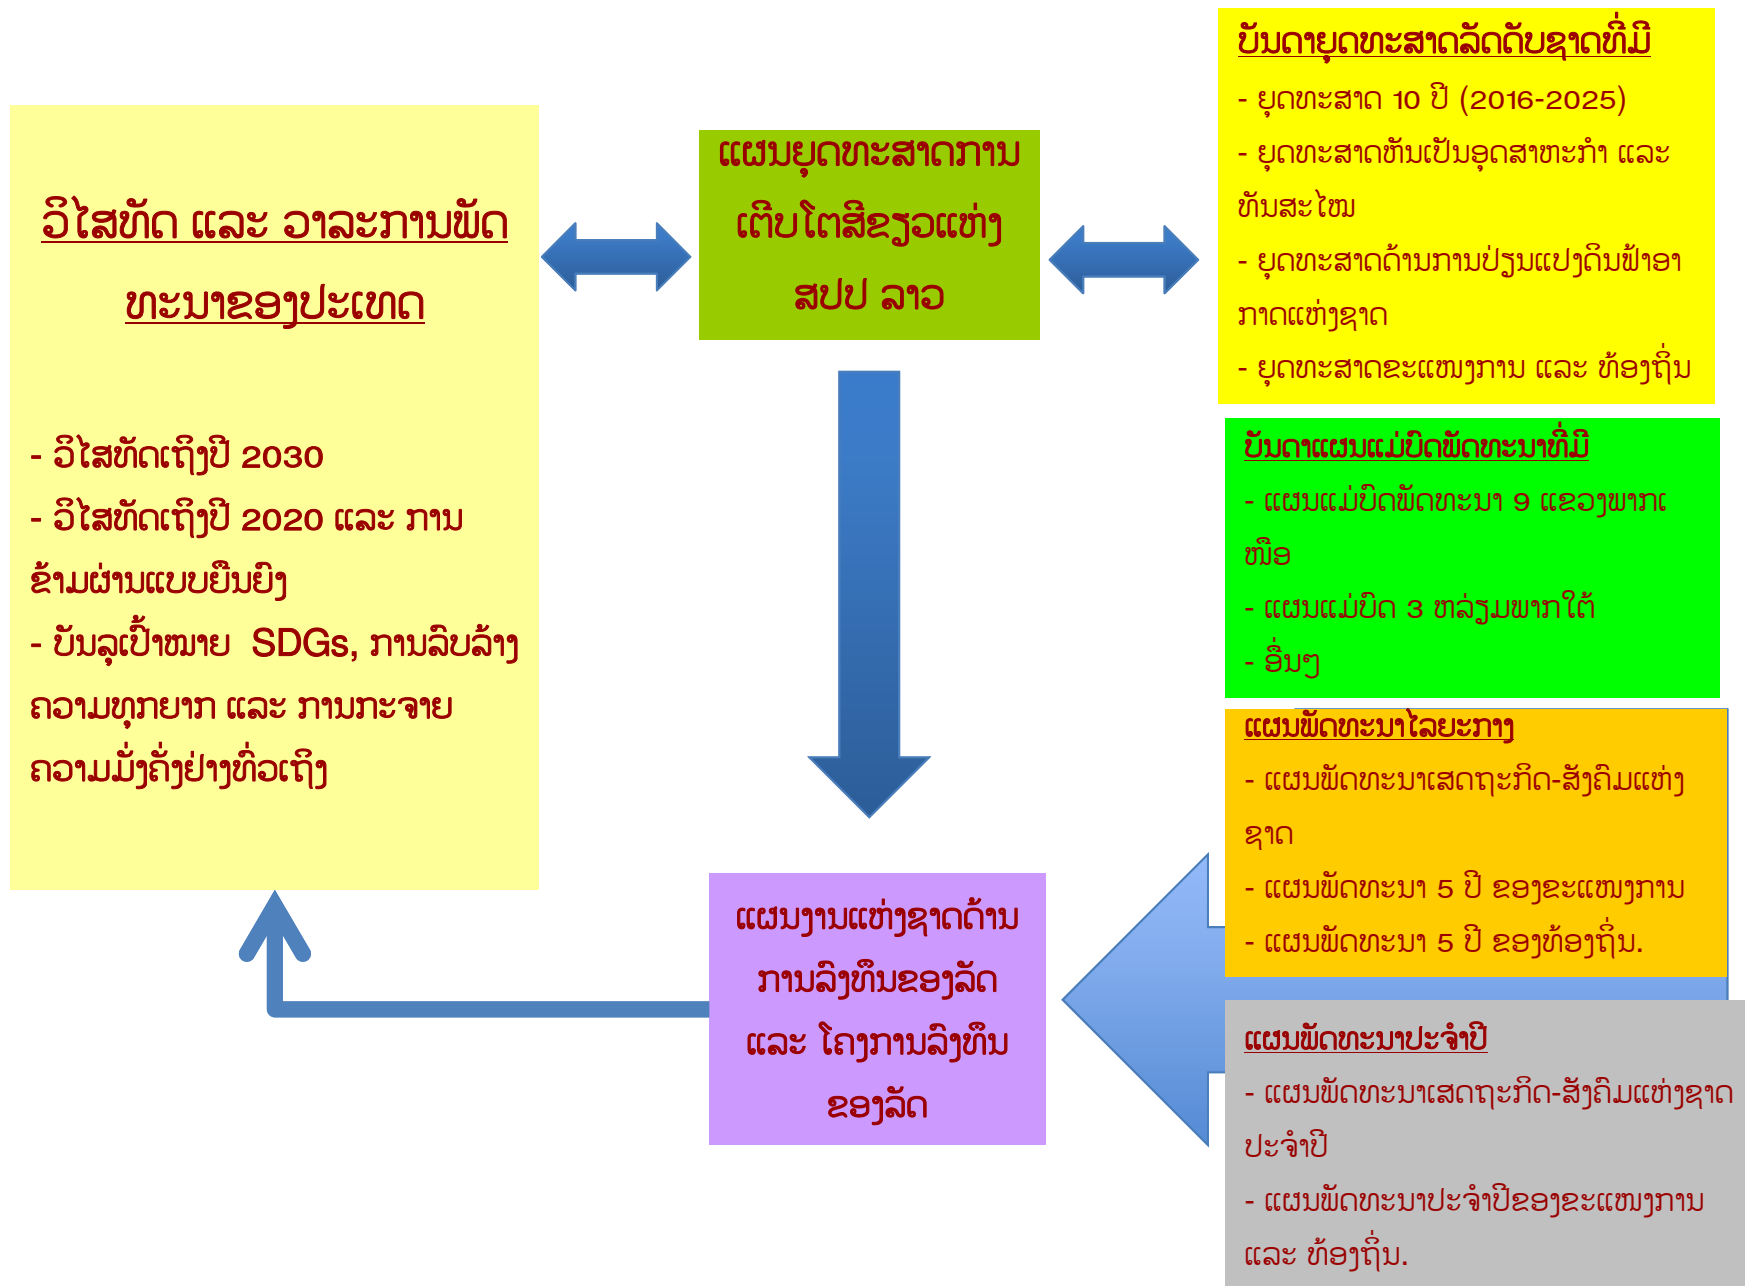 ວິໄສທັດ ແລະ ວາລະການພັດ
ທະນາຂອງປະເທດ
- ວິໄສທັດເຖິງປີ 2030
- ວິໄສທັດເຖິງປີ 2020 ແລະ ການ
ຂ້າມຜ່ານແບບຍືນຍົງ
- ບັນລຸເປົ້າໝາຍ SDGs, ການລົບລ້າງ
ຄວາມທຸກຍາກ ແລະ ການກະຈາຍ
ຄວາມມັ່ງຄັ່ງຢ່າງທົ່ວເຖິງ
ແຜນຍຸດທະສາດການ
ເຕີບໂຕສີຂຽວແຫ່ງ
ສປປ ລາວ
ແຜນງານແຫ່ງຊາດດ້ານ
ການລົງທຶນຂອງລັດ
ແລະ ໂຄງການລົງທຶນ
ຂອງລັດ
ບັນດາຍຸດທະສາດລັດດັບຊາດທີ່ມີ
- ຍຸດທະສາດ 10 ປີ (2016-2025)
- ຍຸດທະສາດຫັນເປັນອຸດສາຫະກຳ ແລະ
ທັນສະໄໝ
- ຍຸດທະສາດດ້ານການປ່ຽນແປງດິນຟ້າອາ
ກາດແຫ່ງຊາດ
- ຍຸດທະສາດຂະແໜງການ ແລະ ທ້ອງຖິ່ນ
ບັນດາແຜນແມ່ບົດພັດທະນາທີ່ມີ
- ແຜນແມ່ບົດພັດທະນາ 9 ແຂວງພາກເ
ໜືອ
- ແຜນແມ່ບົດ 3 ຫລ່ຽມພາກໃຕ້
- ອື່ນໆ
ແຜນພັດທະນາໄລຍະກາງ
- ແຜນພັດທະນາເສດຖະກິດ-ສັງຄົມແຫ່ງ
ຊາດ
- ແຜນພັດທະນາ 5 ປີ ຂອງຂະແໜງການ
- ແຜນພັດທະນາ 5 ປີ ຂອງທ້ອງຖິ່ນ.
ແຜນພັດທະນາປະຈຳປີ
- ແຜນພັດທະນາເສດຖະກິດ-ສັງຄົມແຫ່ງຊາດ
ປະຈຳປີ
- ແຜນພັດທະນາປະຈຳປີຂອງຂະແໜງການ
ແລະ ທ້ອງຖິ່ນ.